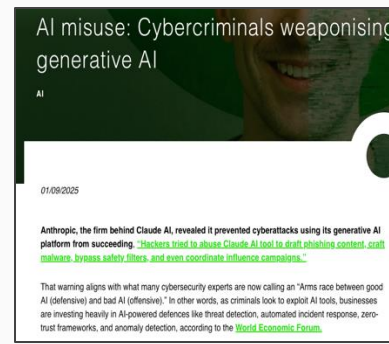 AI misuse: Cybercriminals weaponising
generative AI
AI
01/09/2025
Anthropic, the firm behind Claude AI, revealed it prevented cyberattacks using its generative AI
platform from succeeding. “Hackers tried to abuse Claude AI tool to draft phishing content, craft
malware, bypass safety filters, and even coordinate influence campaigns.”
That warning aligns with what many cybersecurity experts are now calling an “Arms race between good
AI (defensive) and bad AI (offensive).” In other words, as criminals look to exploit AI tools, businesses
are investing heavily in AI-powered defences like threat detection, automated incident response, zero-
trust frameworks, and anomaly detection, according to the World Economic Forum.